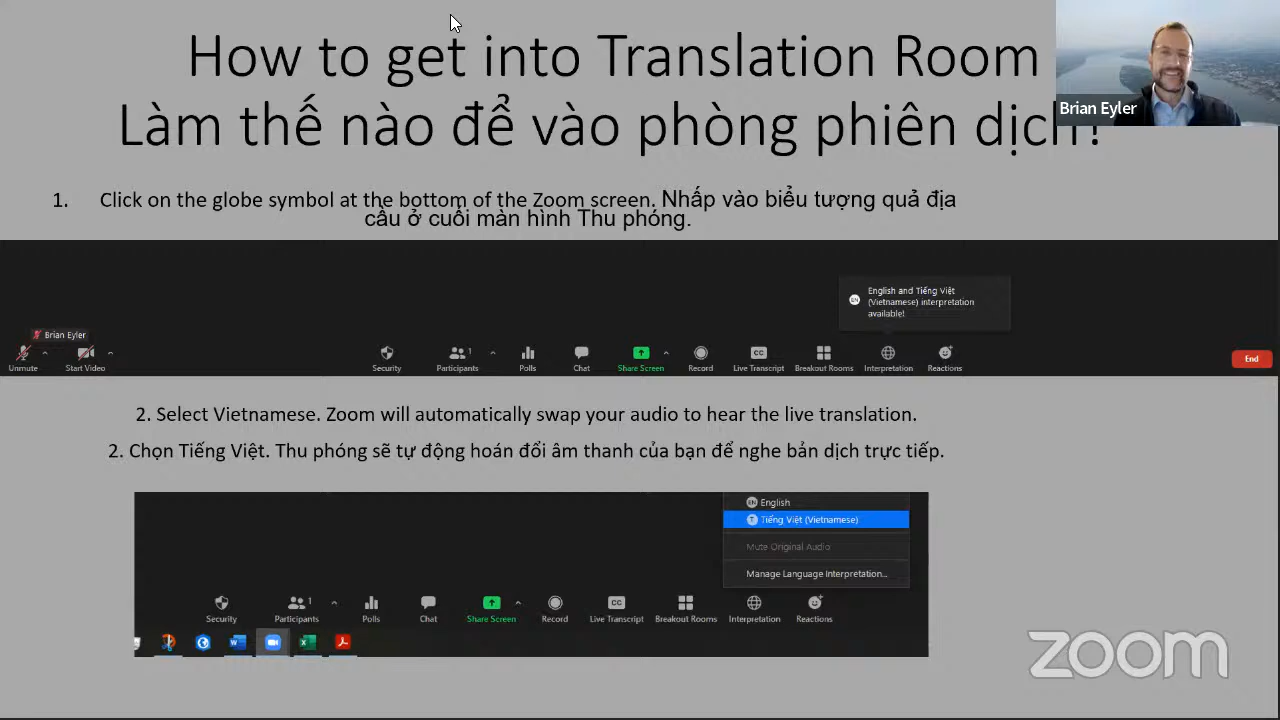 How to get into Translation Room
Làm thế nào để vào phòng phiên dịch?
Brian Eyler
1. Click on the globe symbol at the bottom of the Zoom screen. Nhấp vào biểu tượng quả địa
cầu ở cuối màn hình Thu phóng.
English and Tiếng Việt
(Vietnamese) interpretation
available!
Brian Eyler
Unmute Start Video Security Participants 1 Polls Chat Share Screen Record CC Live Transcript Breakout Rooms Interpretation Reactions End
2. Select Vietnamese. Zoom will automatically swap your audio to hear the live translation.
2. Chọn Tiếng Việt. Thu phóng sẽ tự động hoán đổi âm thanh của bạn để nghe bản dịch trực tiếp.
EN English
T Tiếng Việt (Vietnamese)
Mute Original Audio
Manage Language Interpretation...
Security Participants 1 Polls Chat Share Screen Record CC Live Transcript Breakout Rooms Interpretation Reactions
zoom